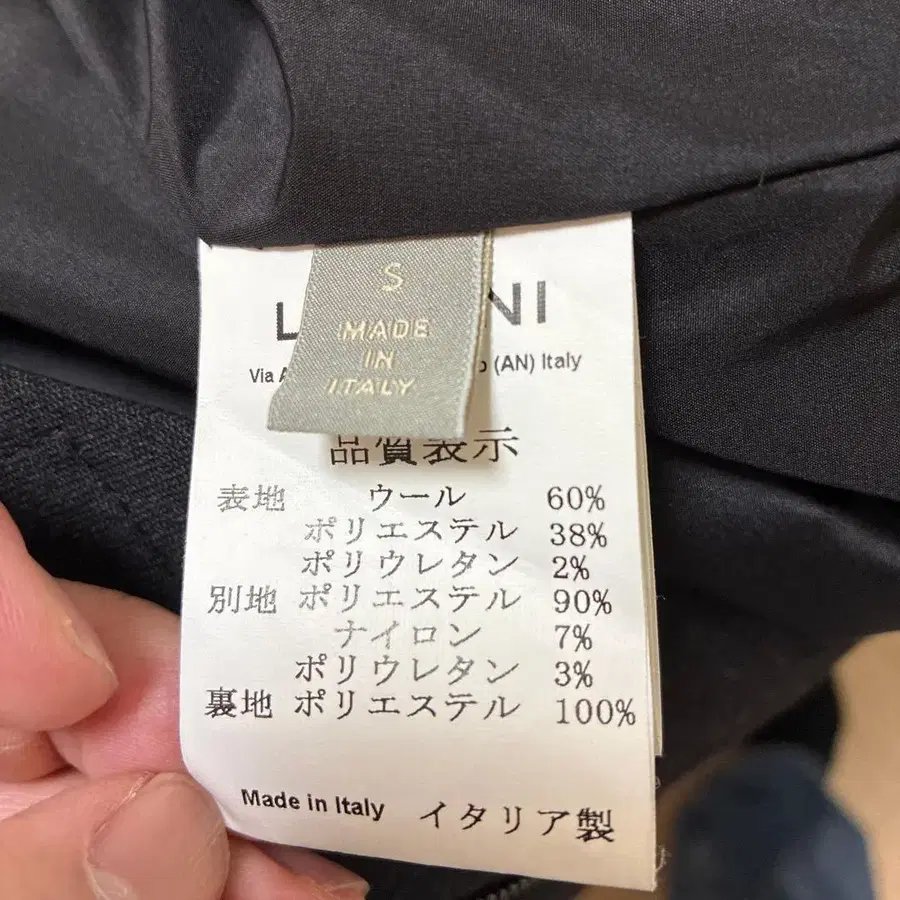 S
MADE
IN
ITALY
NI
Via
(AN) Italy
品質表示
表地 ウール 60%
ポリエステル 38%
ポリウレタン 2%
別地 ポリエステル 90%
ナイロン 7%
ポリウレタン 3%
裏地 ポリエステル 100%
Made in Italy イタリア製